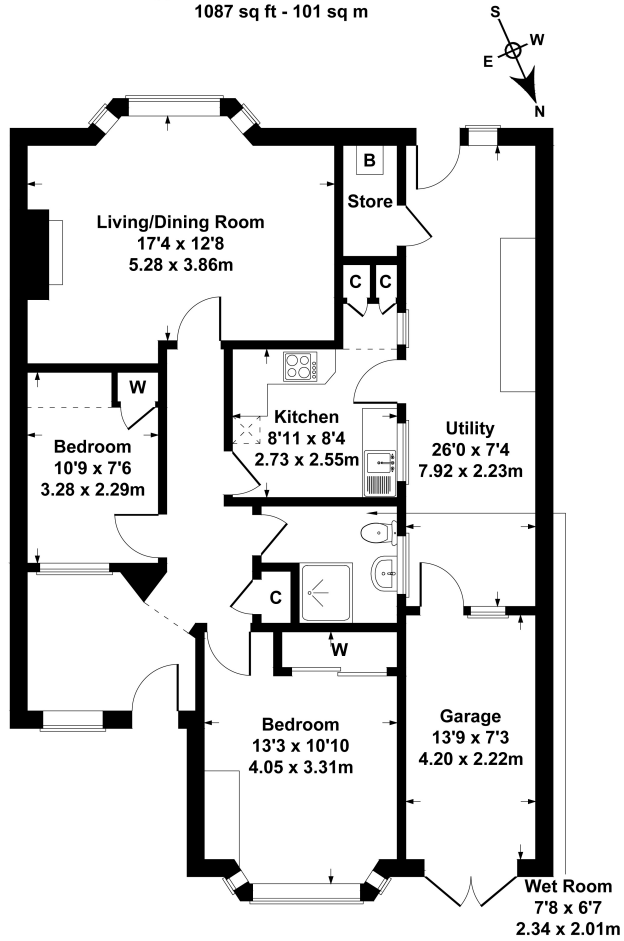 1087 sq ft - 101 sq m
S
W
E
N
B
Store
Living/Dining Room
17'4 x 12'8
5.28 x 3.86m
C
C
W
Bedroom
10'9 x 7'6
3.28 x 2.29m
Kitchen
8'11 x 8'4
2.73 x 2.55m
Utility
26'0 x 7'4
7.92 x 2.23m
C
W
Bedroom
13'3 x 10'10
4.05 x 3.31m
Garage
13'9 x 7'3
4.20 x 2.22m
Wet Room
7'8 x 6'7
2.34 x 2.01m